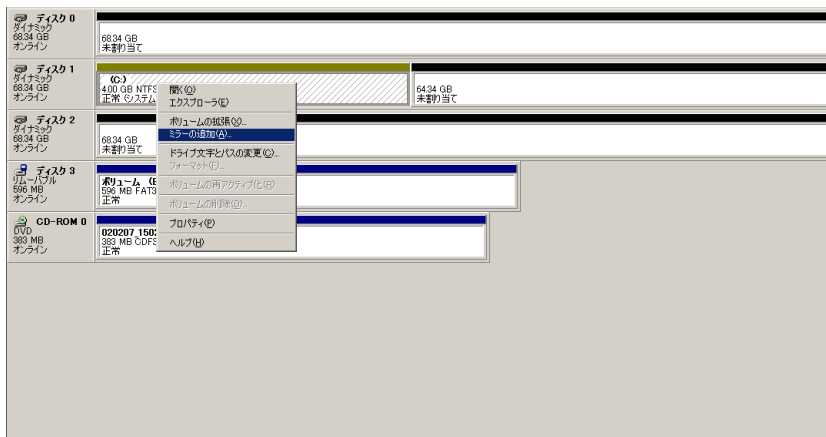 ディスク 0
ダイナミック
68.34 GB
オンライン
68.34 GB
未割り当て
ディスク 1
ダイナミック
68.34 GB
オンライン
(C:)
4.00 GB NTFS
正常 (システム
64.34 GB
未割り当て
ディスク 2
ダイナミック
68.34 GB
オンライン
68.34 GB
未割り当て
ディスク 3
リムーバブル
596 MB
オンライン
ボリューム (E
596 MB FAT3
正常
CD-ROM 0
DVD
383 MB
オンライン
020207_150
383 MB CDFS
正常
開く(O)
エクスプローラ(E)
ボリュームの拡張(X)...
ミラーの追加(A)...
ドライブ文字とパスの変更(C)...
フォーマット(F)...
ボリュームの再アクティブ化(R)
ボリュームの削除(D)...
プロパティ(P)
ヘルプ(H)